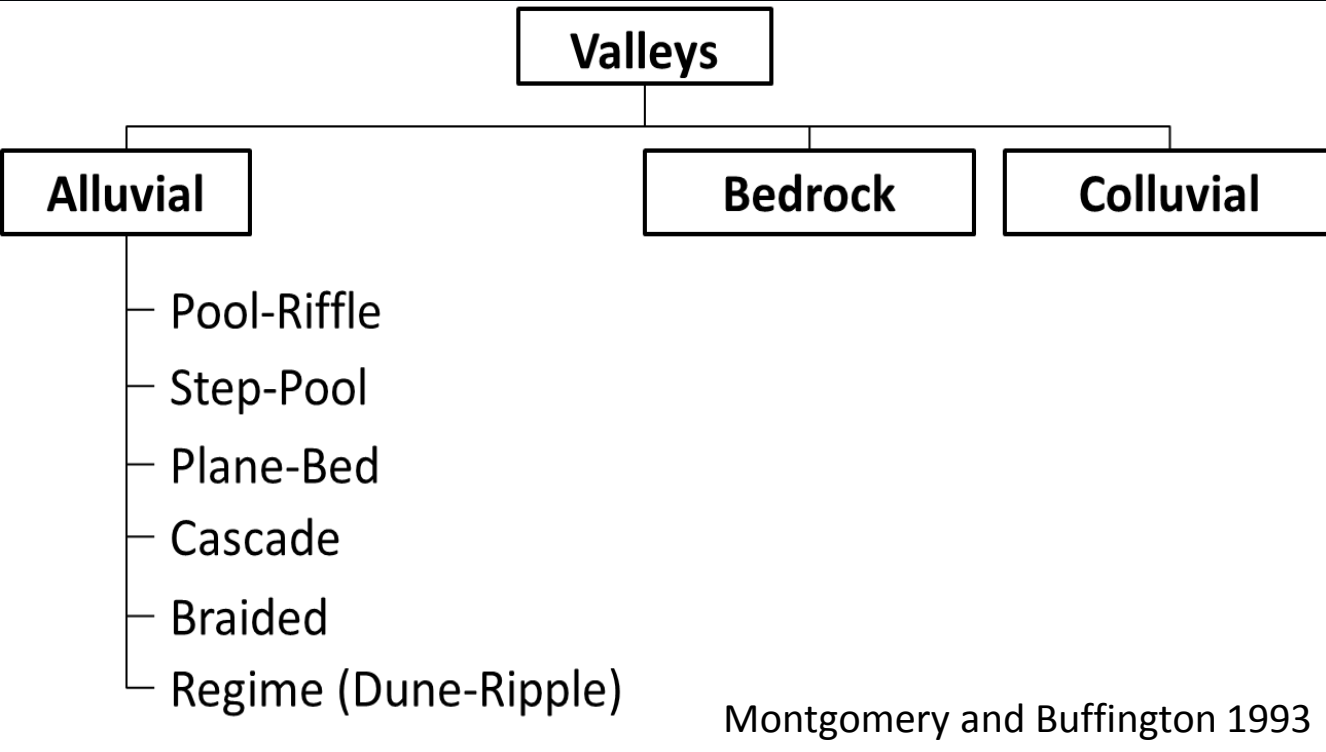 Valleys
Alluvial
Bedrock
Colluvial
Pool-Riffle
Step-Pool
Plane-Bed
Cascade
Braided
Regime (Dune-Ripple)
Montgomery and Buffington 1993